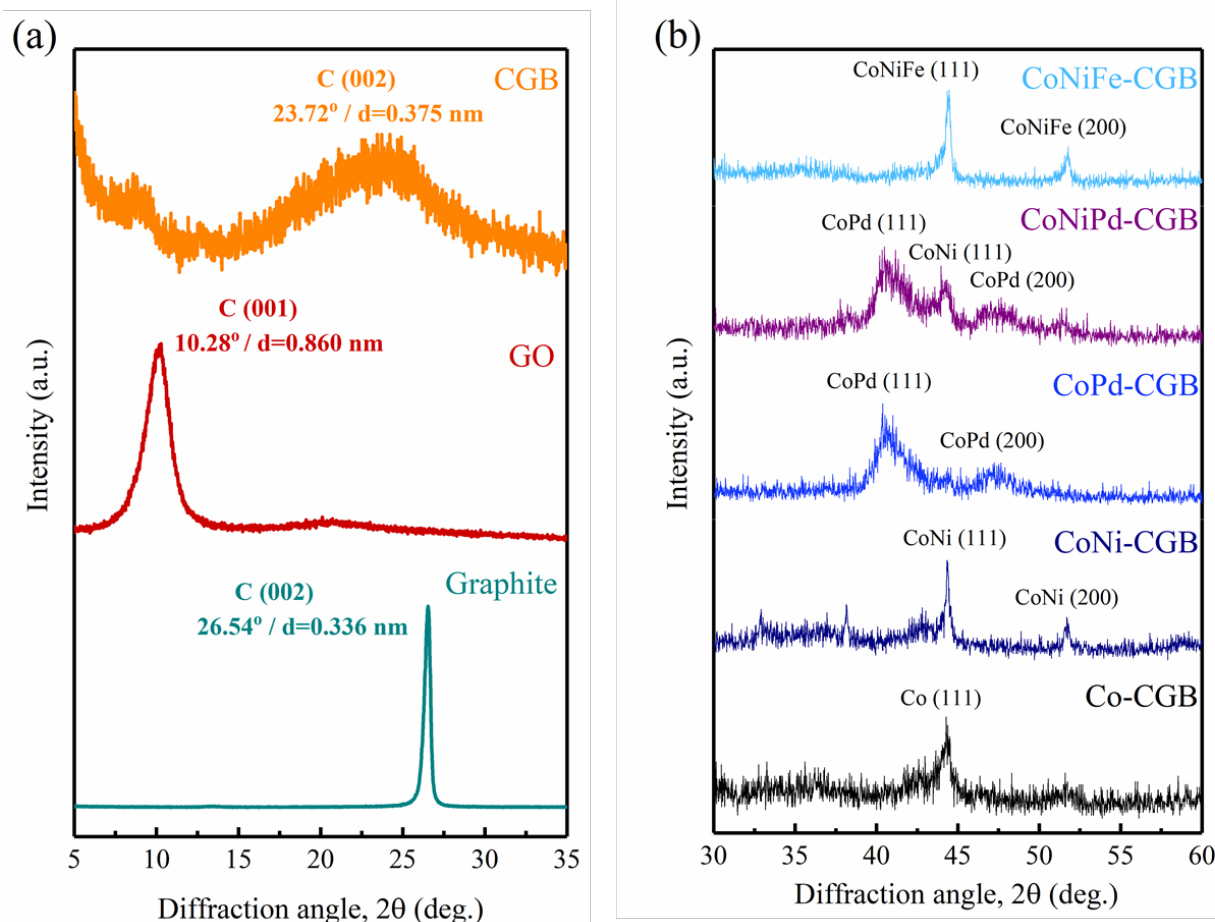 (a)
CGB
C (002)
23.72° / d=0.375 nm
C (001)
10.28° / d=0.860 nm
GO
Graphite
C (002)
26.54° / d=0.336 nm
Intensity (a.u.)
5 10 15 20 25 30 35
Diffraction angle, 2θ (deg.)
(b)
CoNiFe (111)
CoNiFe-CGB
CoNiFe (200)
CoNiPd-CGB
CoPd (111)
CoNi (111)
CoPd (200)
CoPd-CGB
CoPd (111)
CoPd (200)
CoNi-CGB
CoNi (111)
CoNi (200)
Co-CGB
Co (111)
Intensity (a.u.)
30 35 40 45 50 55 60
Diffraction angle, 2θ (deg.)